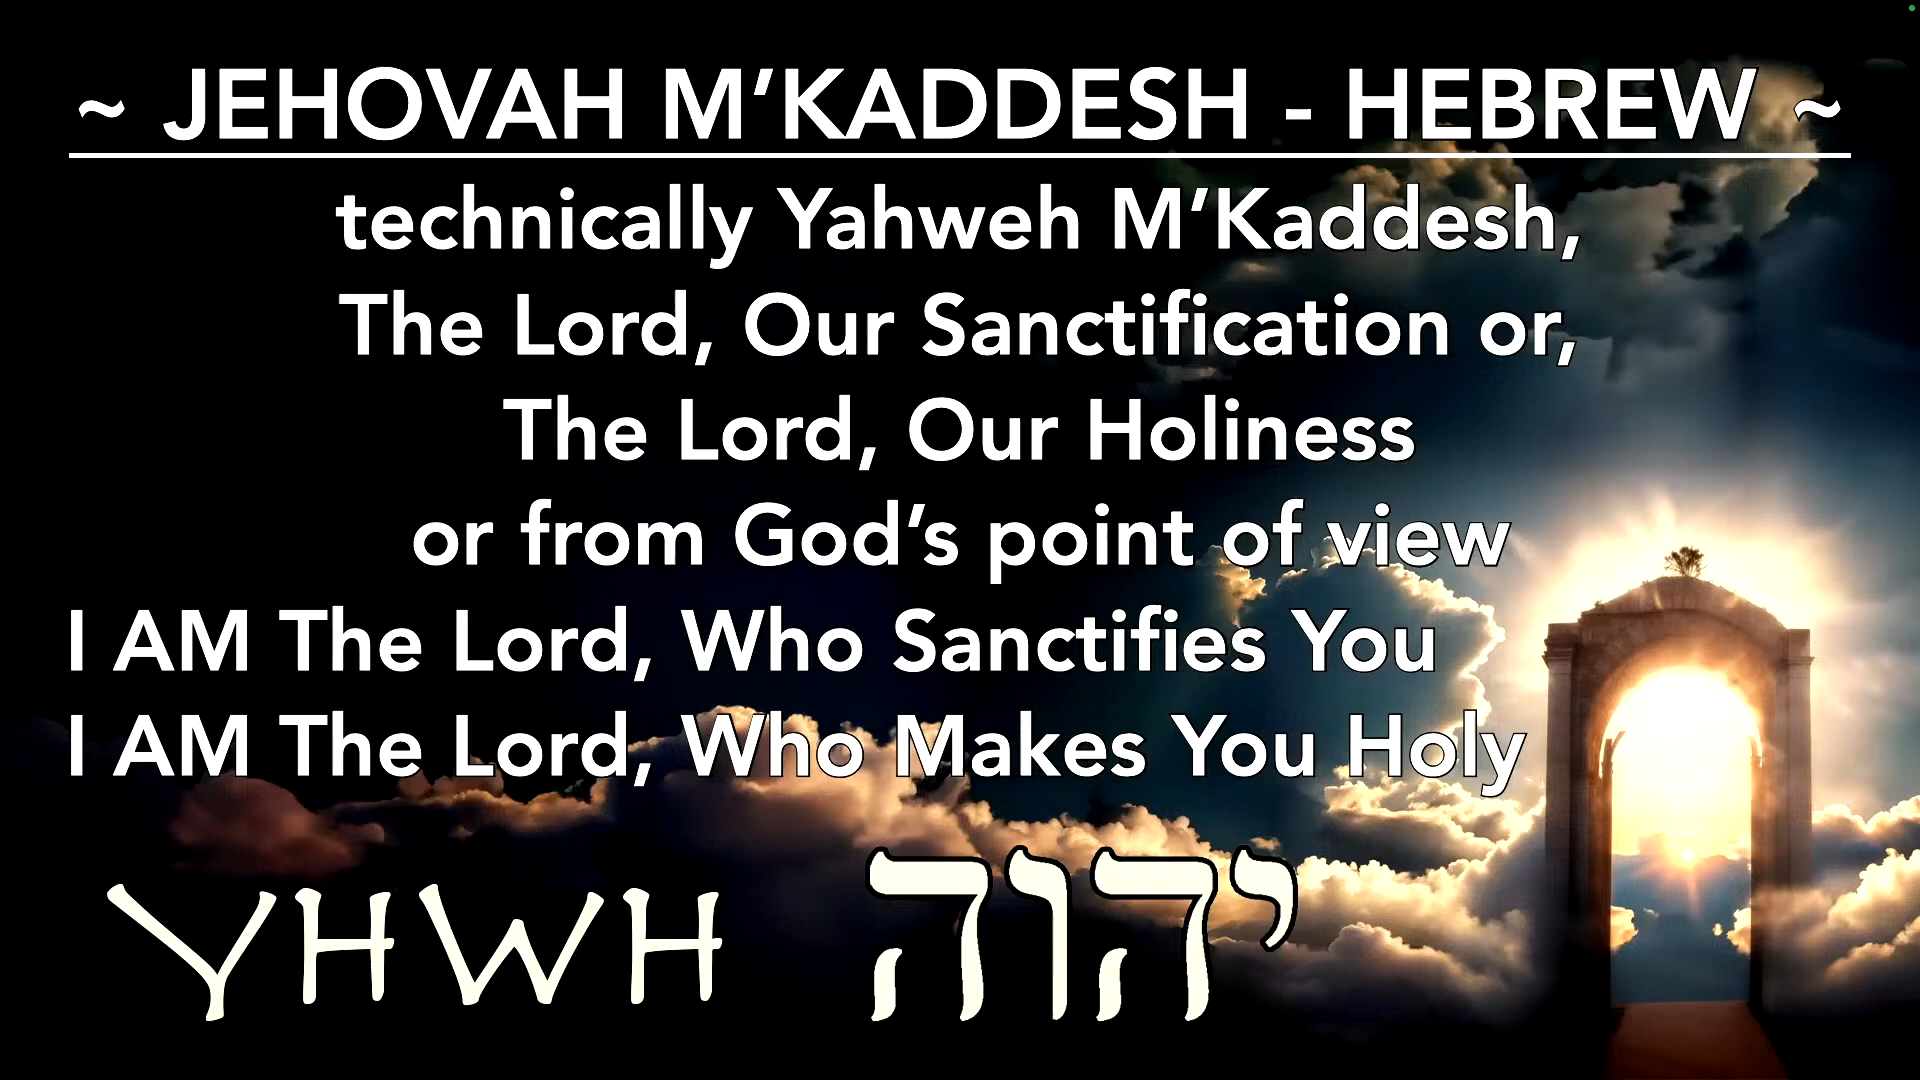 ~ JEHOVAH M’KADDESH - HEBREW ~
technically Yahweh M’Kaddesh,
The Lord, Our Sanctification or,
The Lord, Our Holiness
or from God’s point of view
I AM The Lord, Who Sanctifies You
I AM The Lord, Who Makes You Holy
YHWH יהוה